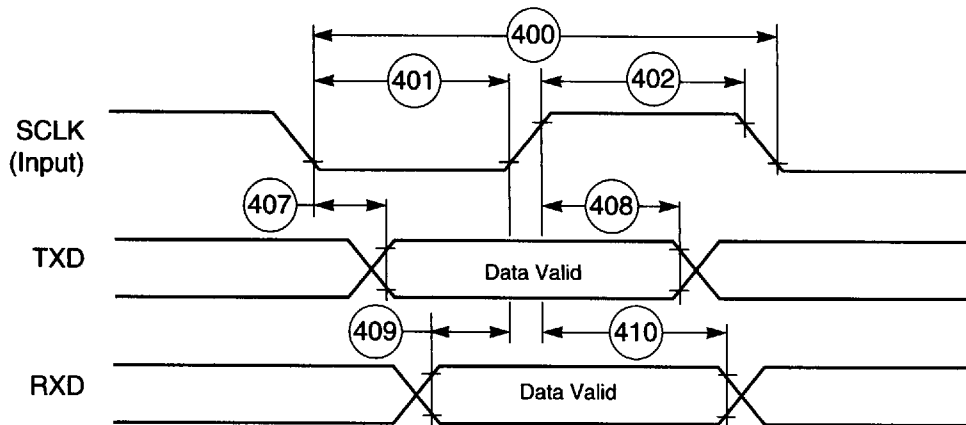 400
401
402
SCLK
(Input)
407
408
TXD
Data Valid
409
410
RXD
Data Valid